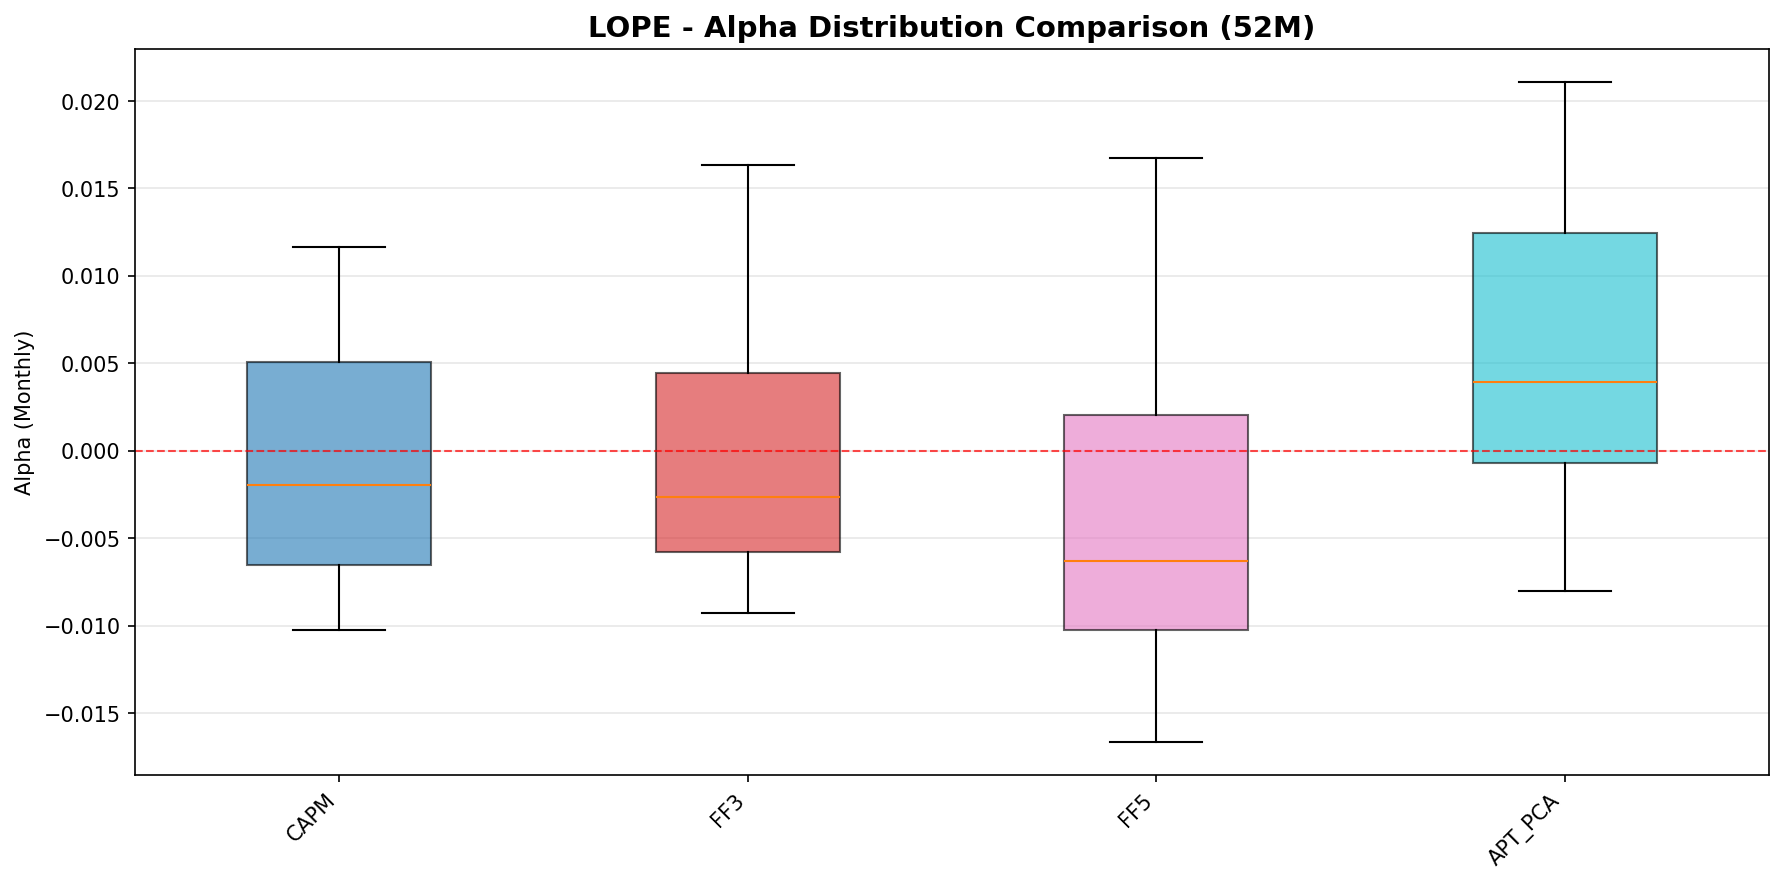 LOPE - Alpha Distribution Comparison (52M)
Alpha (Monthly)
0.020
0.015
0.010
0.005
0.000
−0.005
−0.010
−0.015
CAPM
FF3
FF5
APT_PCA